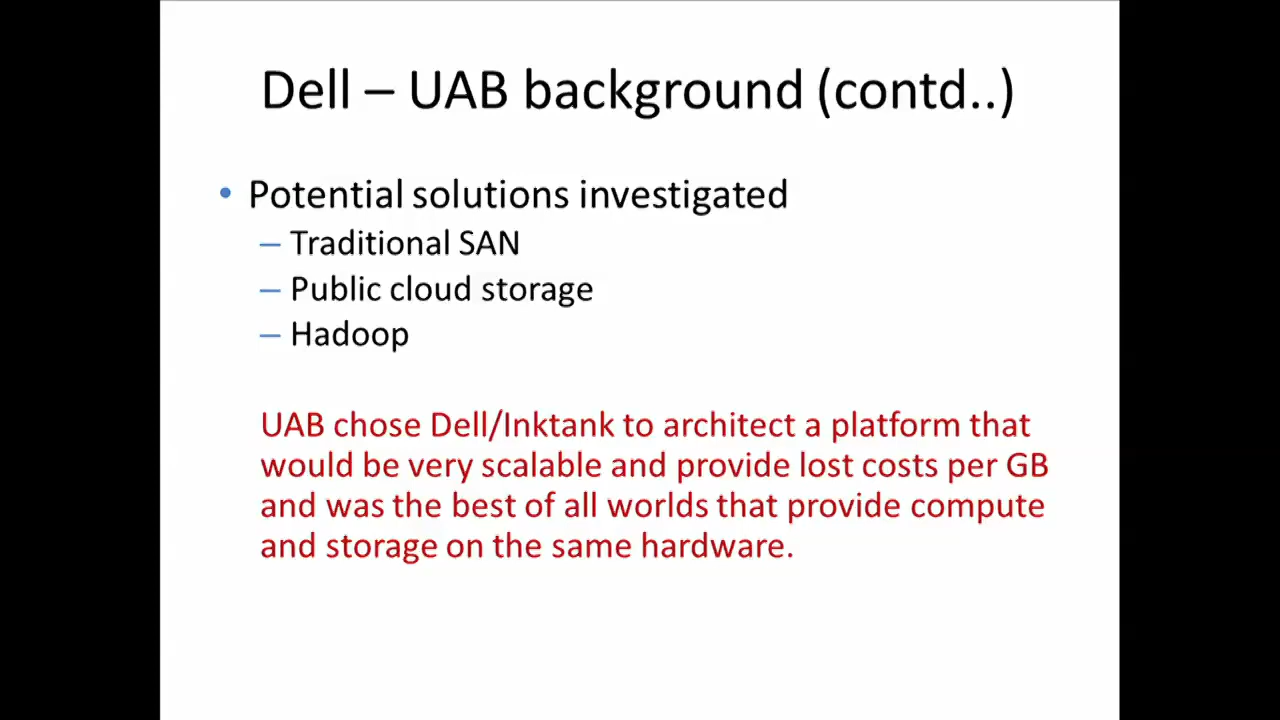 Dell – UAB background (contd..)
• Potential solutions investigated
– Traditional SAN
– Public cloud storage
– Hadoop
UAB chose Dell/Inktank to architect a platform that
would be very scalable and provide lost costs per GB
and was the best of all worlds that provide compute
and storage on the same hardware.